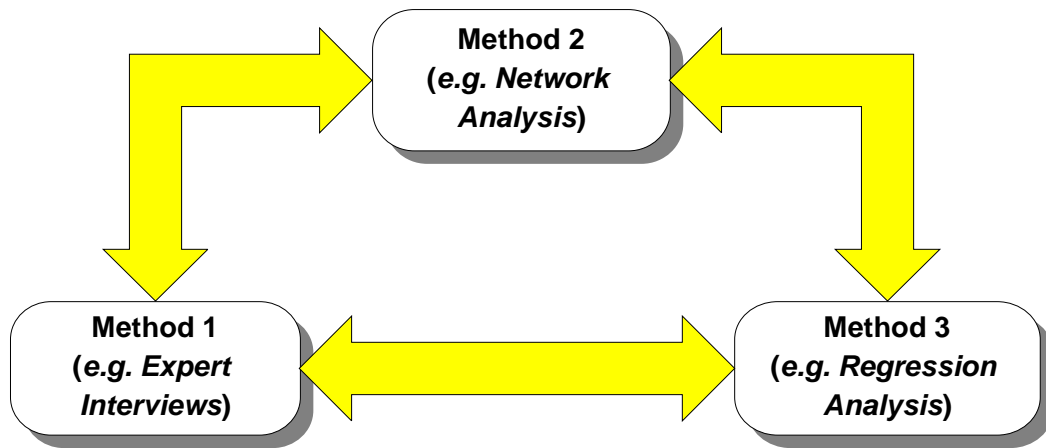 Method 2
(e.g. Network
Analysis)
Method 1
(e.g. Expert
Interviews)
Method 3
(e.g. Regression
Analysis)